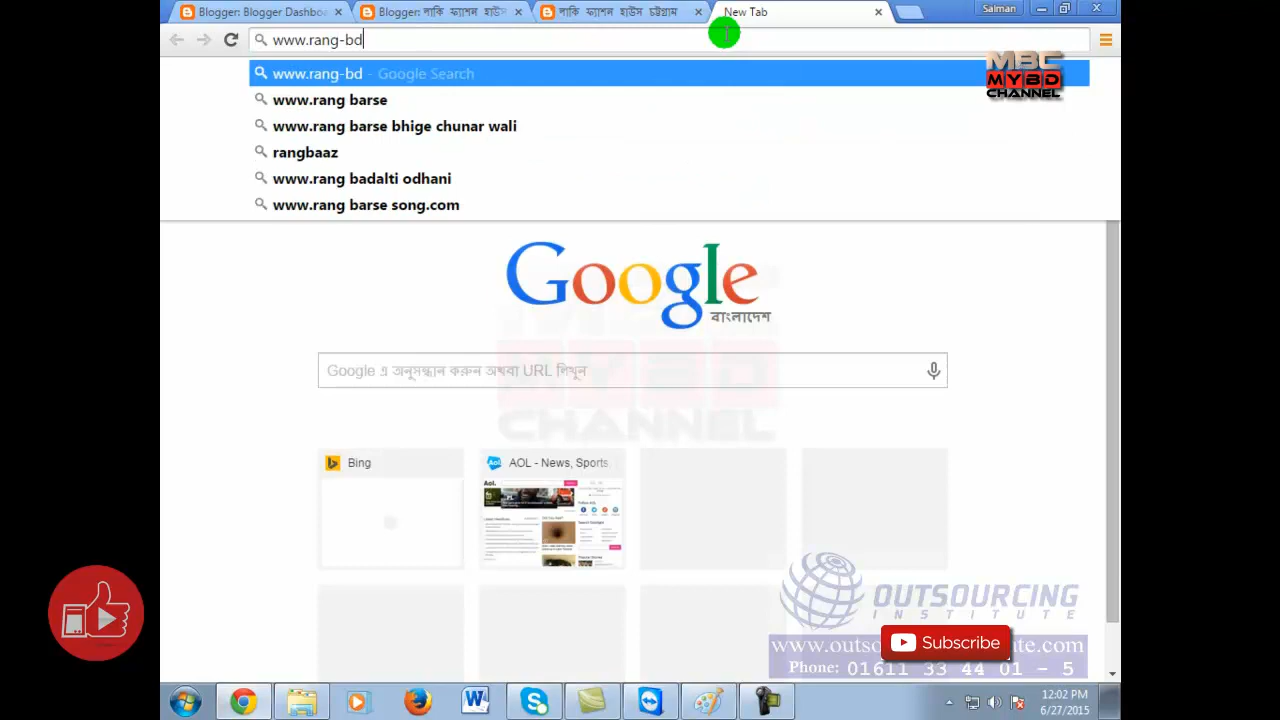 Blogger: Blogger Dashbo
Blogger: লাকি ফ্যাশন হাউস
লাকি ফ্যাশন হাউস চট্টগ্রাম
New Tab
Salman
www.rang-bd
www.rang-bd - Google Search
www.rang barse
www.rang barse bhige chunar wali
rangbaaz
www.rang badalti odhani
www.rang barse song.com
MBC
MYBD
CHANNEL
Google
বাংলাদেশ
Google এ অনুসন্ধান করুন অথবা URL লিখুন
MYBD
CHANNEL
Bing
AOL - News, Sports,
Aol.
OUTSOURCING
INSTITUTE
Subscribe
Phone: 01611 33 44 01 - 5
12:02 PM
6/27/2015